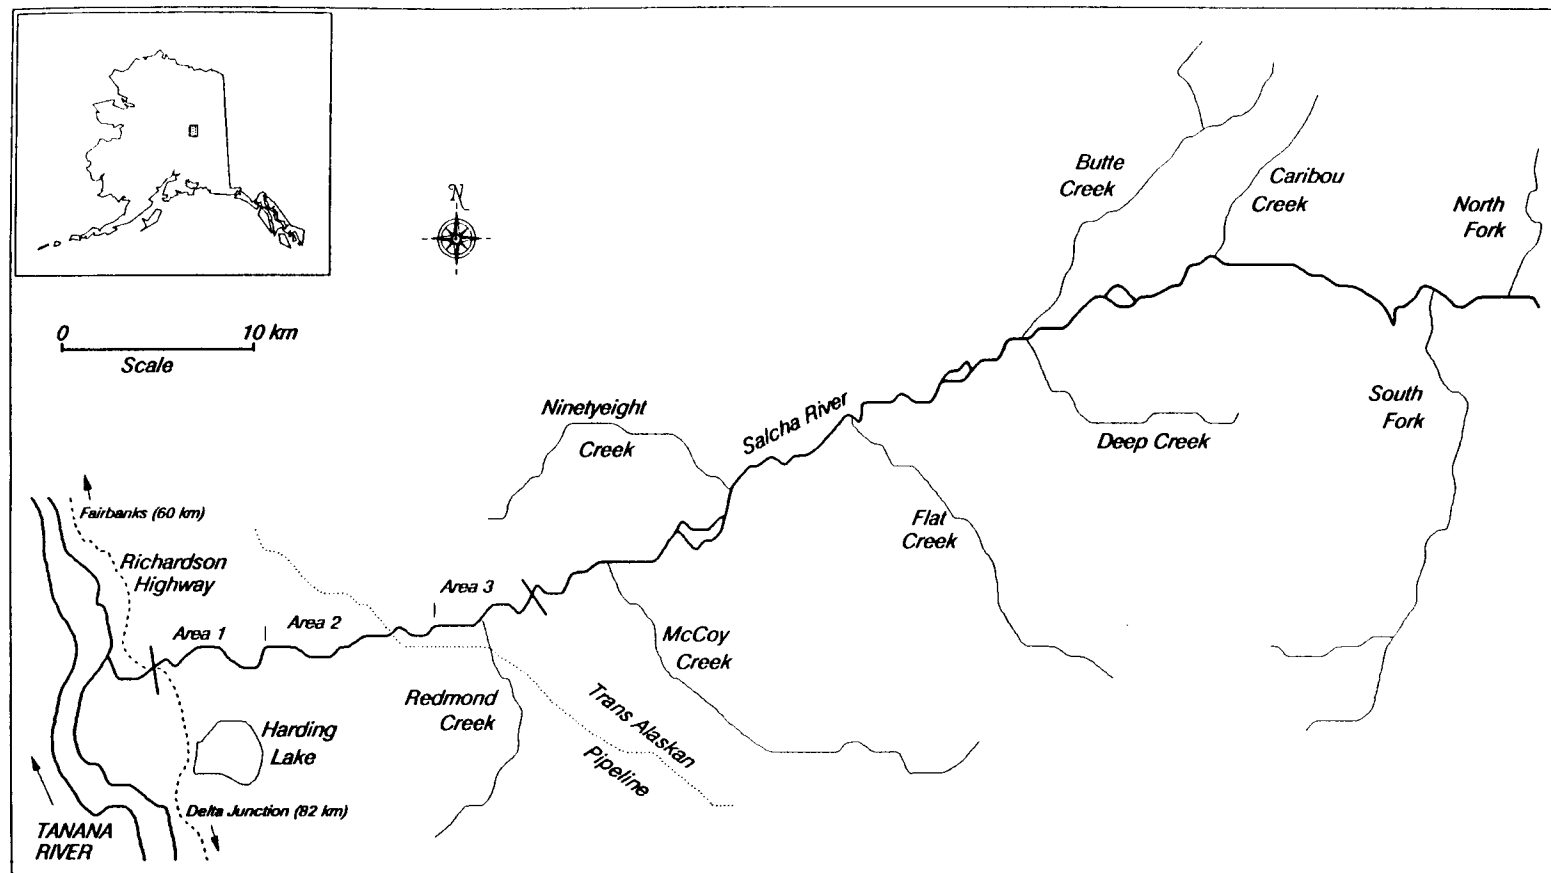 N
Butte
Creek
Caribou
Creek
North
Fork
0 10 km
Scale
Ninetyeight
Creek
Salcha River
Deep Creek
South
Fork
Fairbanks (60 km)
Flat
Creek
Richardson
Highway
Area 1
Area 2
Area 3
McCoy
Creek
Redmond
Creek
Trans Alaskan
Pipeline
Harding
Lake
Delta Junction (82 km)
TANANA
RIVER